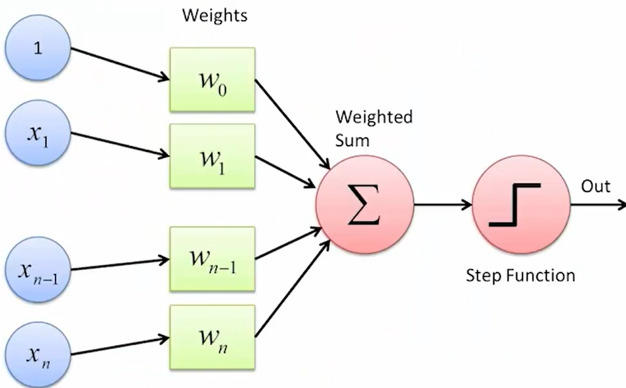 Weights
1
w₀
x₁
w₁
Weighted
Sum
Σ
Out
Step Function
xₙ₋₁
wₙ₋₁
xₙ
wₙ